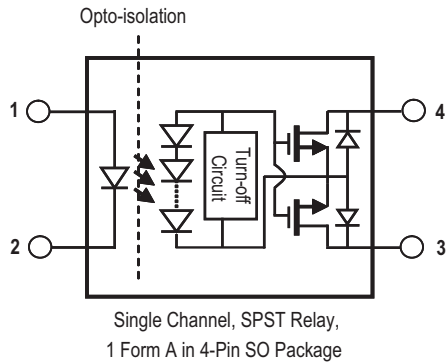 Opto-isolation
1
4
Turn-off
Circuit
2
3
Single Channel, SPST Relay,
1 Form A in 4-Pin SO Package